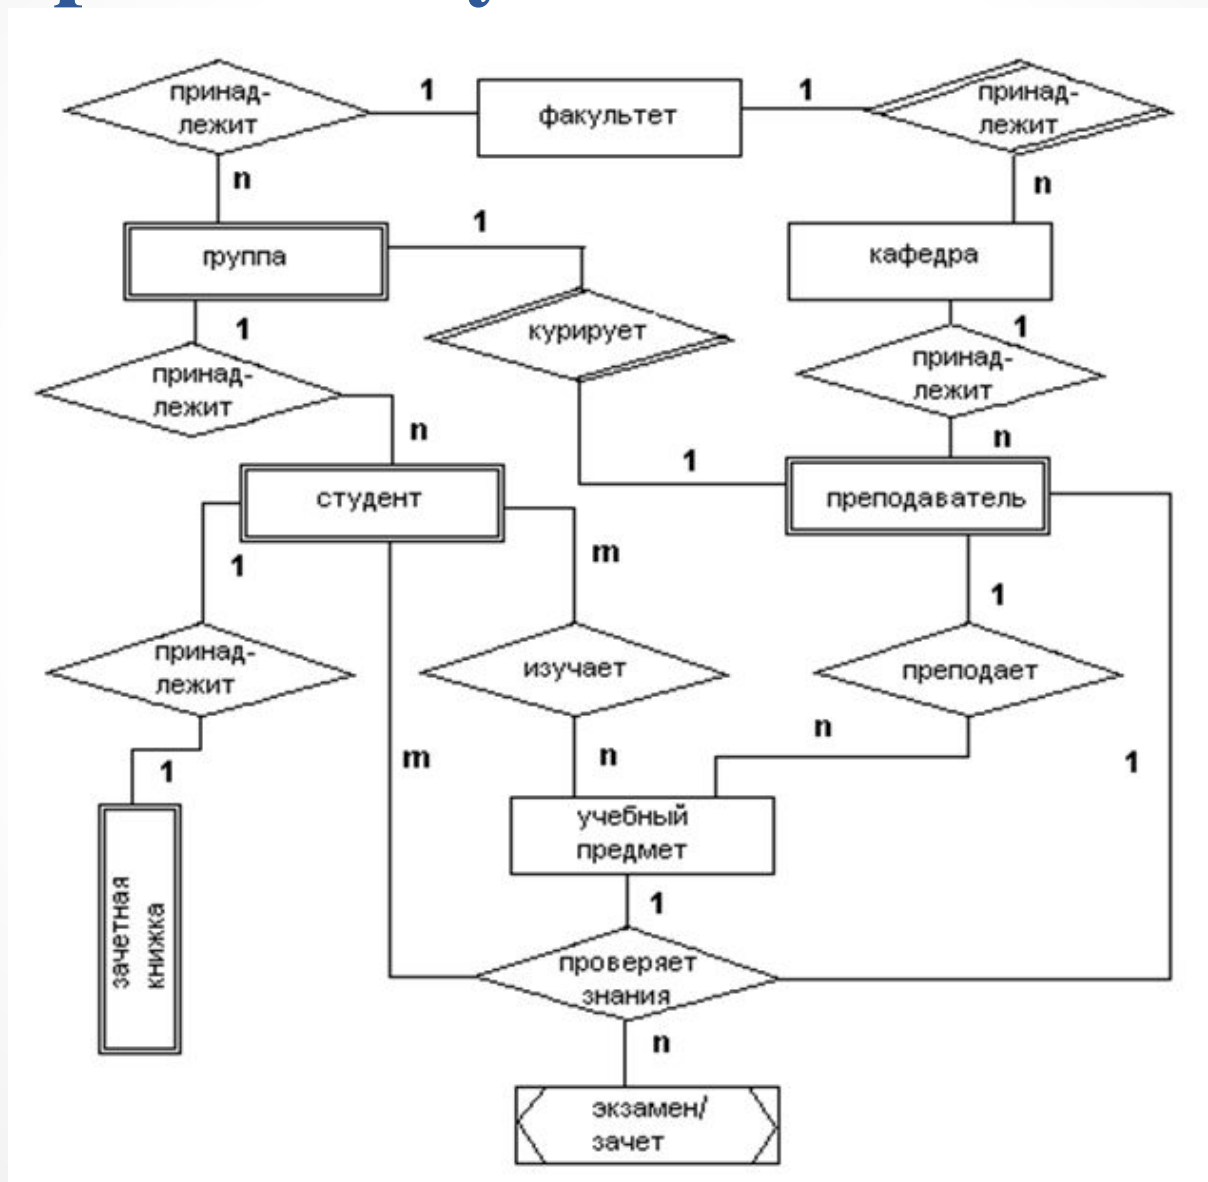 принад-
лежит
1
факультет
1
принад-
лежит
n
n
группа
1
кафедра
1
курирует
1
принад-
лежит
принад-
лежит
n
n
1
студент
преподаватель
1
m
1
принад-
лежит
изучает
преподает
n
1
m
n
1
учебный
предмет
зачетная
книжка
1
проверяет
знания
n
экзамен/
зачет